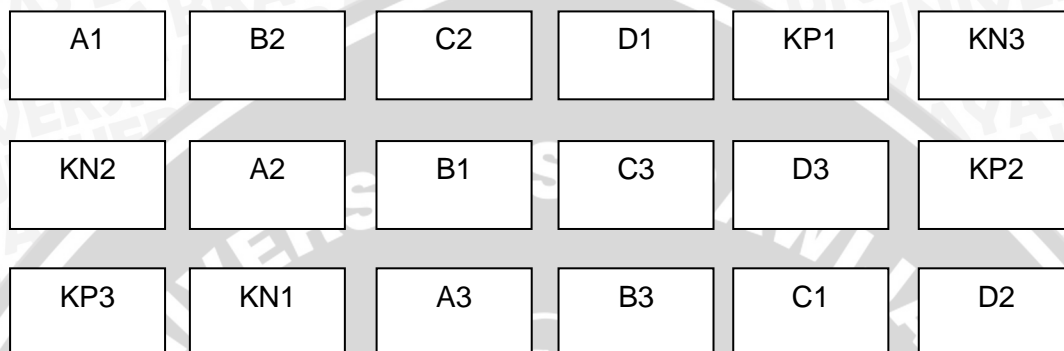 A1 B2 C2 D1 KP1 KN3
KN2 A2 B1 C3 D3 KP2
KP3 KN1 A3 B3 C1 D2